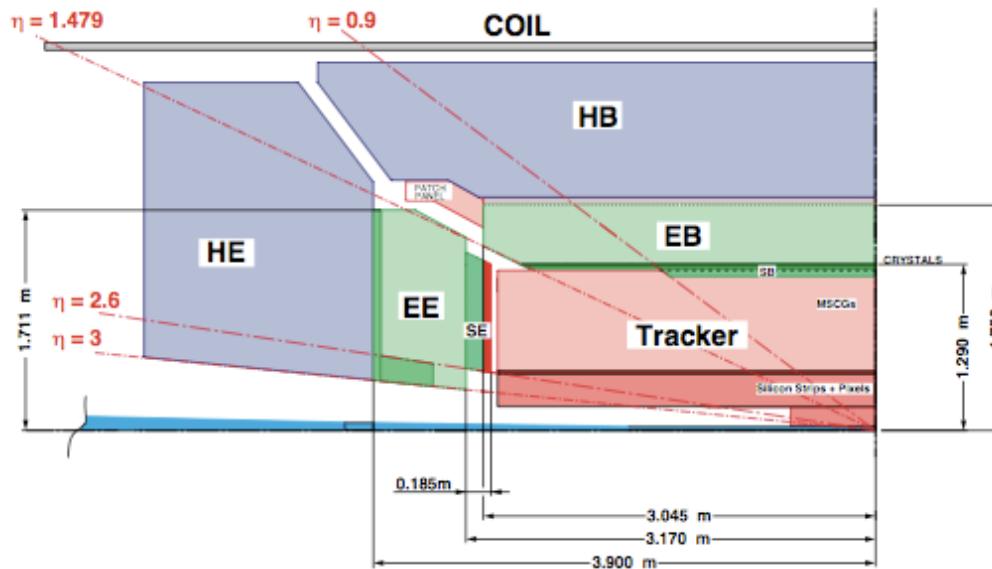 η = 1.479
η = 0.9
COIL
HB
PATCH
PANEL
EB
HE
CRYSTALS
SB
EE
MSCGs
η = 2.6
SE
Tracker
η = 3
1.711 m
1.290 m
Silicon Strips + Pixels
0.185m
3.045 m
3.170 m
3.900 m